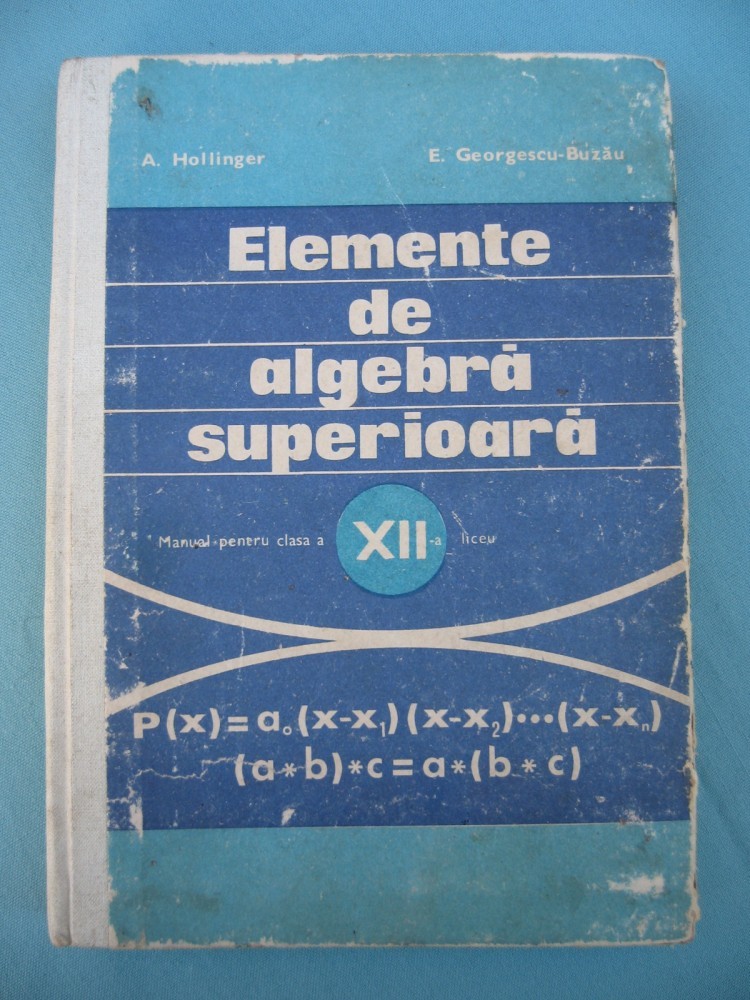 A. Hollinger E. Georgescu-Buzău
Elemente
de
algebră
superioară
Manual pentru clasa a XII-a liceu
P(x)=a₀(x-x₁)(x-x₂)•••(x-xₙ)
(a*b)*c=a*(b*c)